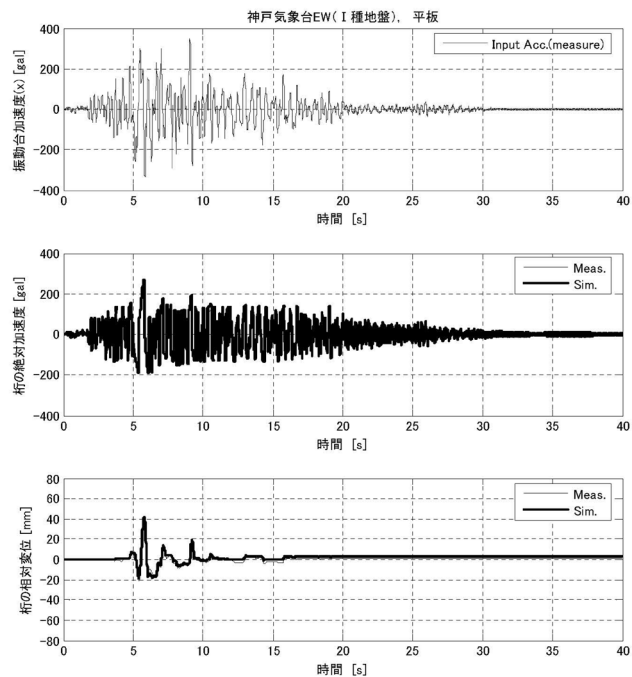 神戸気象台EW(Ⅰ種地盤), 平板
振動台加速度(x) [gal]
400
200
0
-200
-400
Input Acc.(measure)
0 5 10 15 20 25 30 35 40
時間 [s]
桁の絶対加速度 [gal]
400
200
0
-200
-400
Meas.
Sim.
0 5 10 15 20 25 30 35 40
時間 [s]
桁の相対変位 [mm]
80
60
40
20
0
-20
-40
-60
-80
Meas.
Sim.
0 5 10 15 20 25 30 35 40
時間 [s]